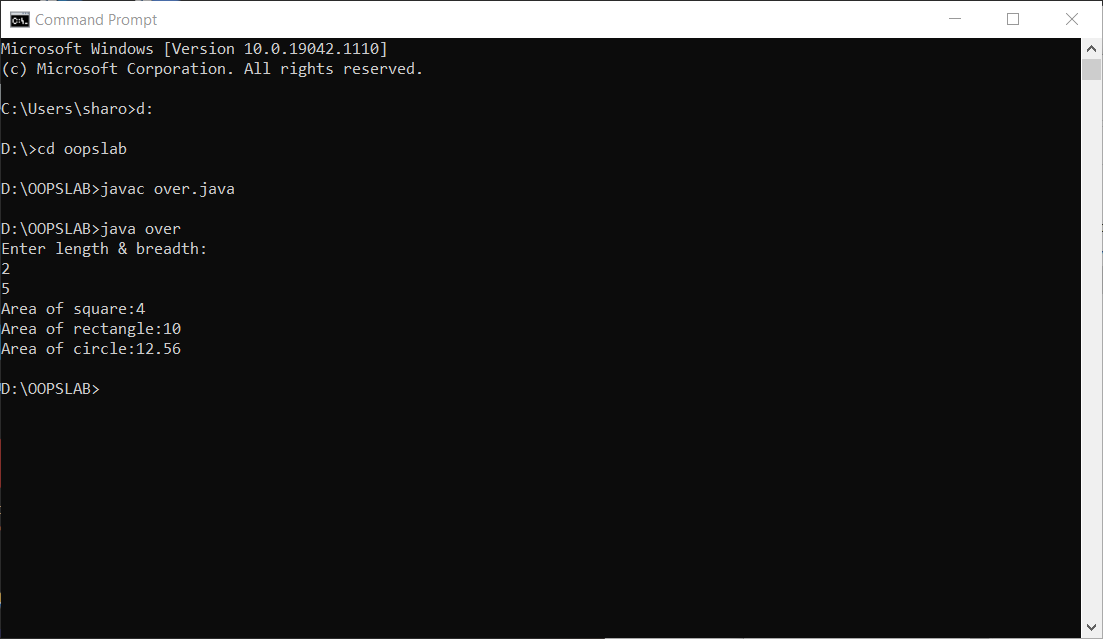 Command Prompt
Microsoft Windows [Version 10.0.19042.1110]
(c) Microsoft Corporation. All rights reserved.
C:\Users\sharo>d:
D:\>cd oopslab
D:\OOPSLAB>javac over.java
D:\OOPSLAB>java over
Enter length & breadth:
2
5
Area of square:4
Area of rectangle:10
Area of circle:12.56
D:\OOPSLAB>